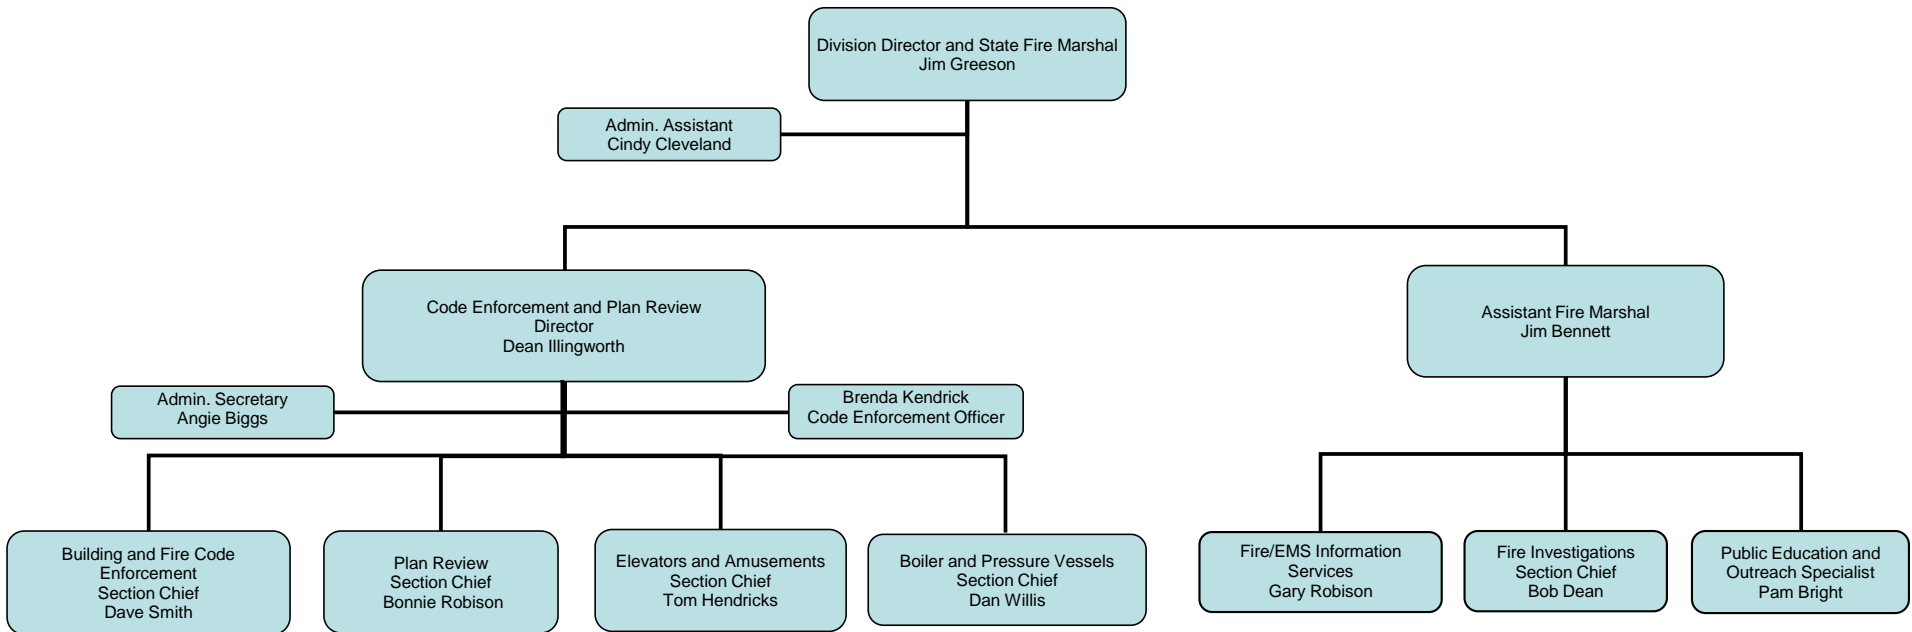 Division Director and State Fire Marshal
Jim Greeson
Admin. Assistant
Cindy Cleveland
Code Enforcement and Plan Review
Director
Dean Illingworth
Assistant Fire Marshal
Jim Bennett
Admin. Secretary
Angie Biggs
Brenda Kendrick
Code Enforcement Officer
Building and Fire Code
Enforcement
Section Chief
Dave Smith
Plan Review
Section Chief
Bonnie Robison
Elevators and Amusements
Section Chief
Tom Hendricks
Boiler and Pressure Vessels
Section Chief
Dan Willis
Fire/EMS Information
Services
Gary Robison
Fire Investigations
Section Chief
Bob Dean
Public Education and
Outreach Specialist
Pam Bright